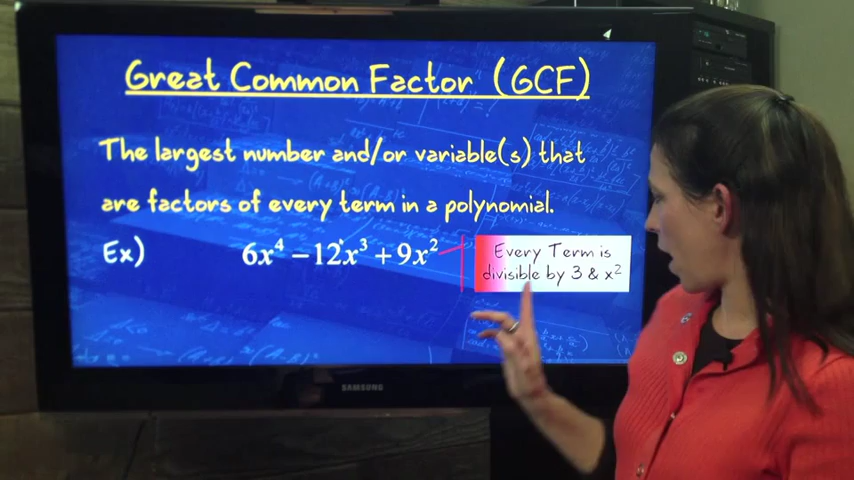 Great Common Factor (GCF)
The largest number and/or variable(s) that
are factors of every term in a polynomial.
Ex) 6x⁴ − 12x³ + 9x²
Every Term is
divisible by 3 & x²
SAMSUNG